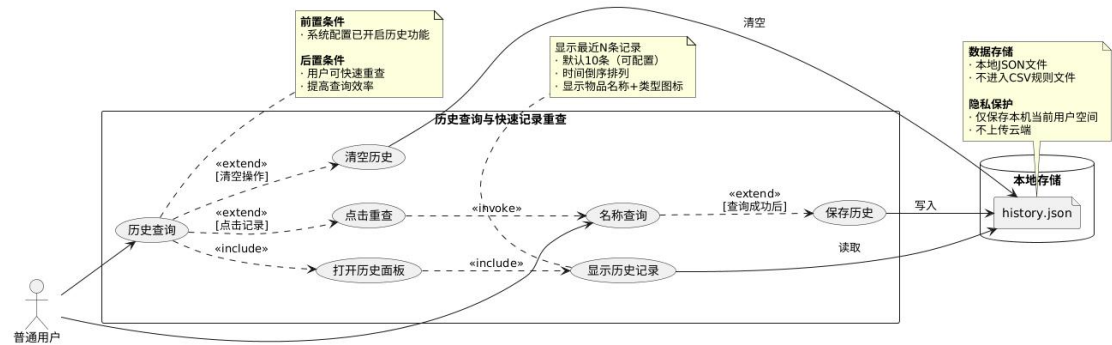 前置条件
· 系统配置已开启历史功能
后置条件
· 用户可快速重查
· 提高查询效率
显示最近N条记录
· 默认10条（可配置）
· 时间倒序排列
· 显示物品名称+类型图标
清空
数据存储
· 本地JSON文件
· 不进入CSV规则文件
隐私保护
· 仅保存本机当前用户空间
· 不上传云端
历史查询与快速记录重查
«extend»
[清空操作]
清空历史
历史查询
«extend»
[点击记录]
点击重查
«invoke»
名称查询
«extend»
[查询成功后]
保存历史
写入
本地存储
history.json
«include»
打开历史面板
«include»
显示历史记录
读取
普通用户